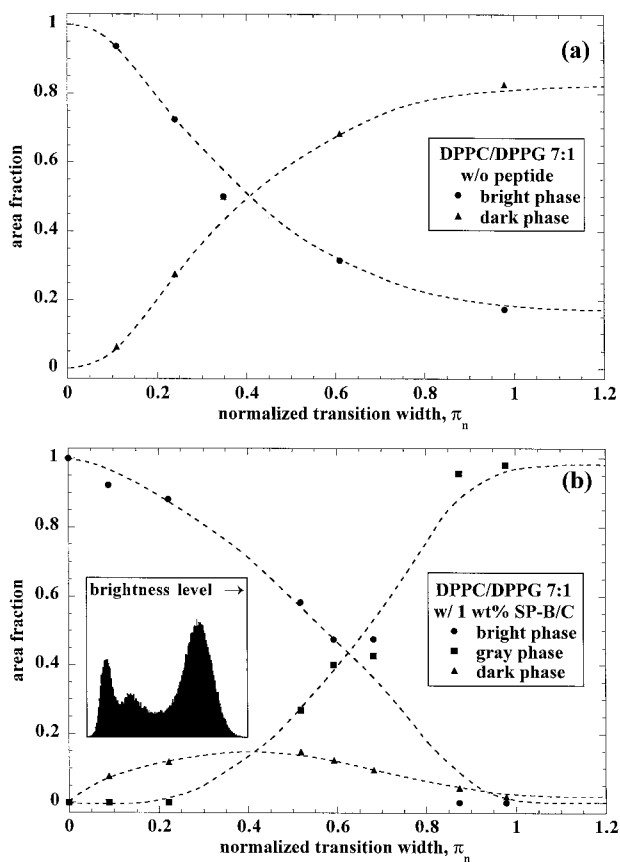 (a)
1
0.8
0.6
0.4
0.2
0
area fraction
DPPC/DPPG 7:1
w/o peptide
bright phase
dark phase
0 0.2 0.4 0.6 0.8 1 1.2
normalized transition width, πn
(b)
1
0.8
0.6
0.4
0.2
0
area fraction
brightness level →
DPPC/DPPG 7:1
w/ 1 wt% SP-B/C
bright phase
gray phase
dark phase
0 0.2 0.4 0.6 0.8 1 1.2
normalized transition width, πn